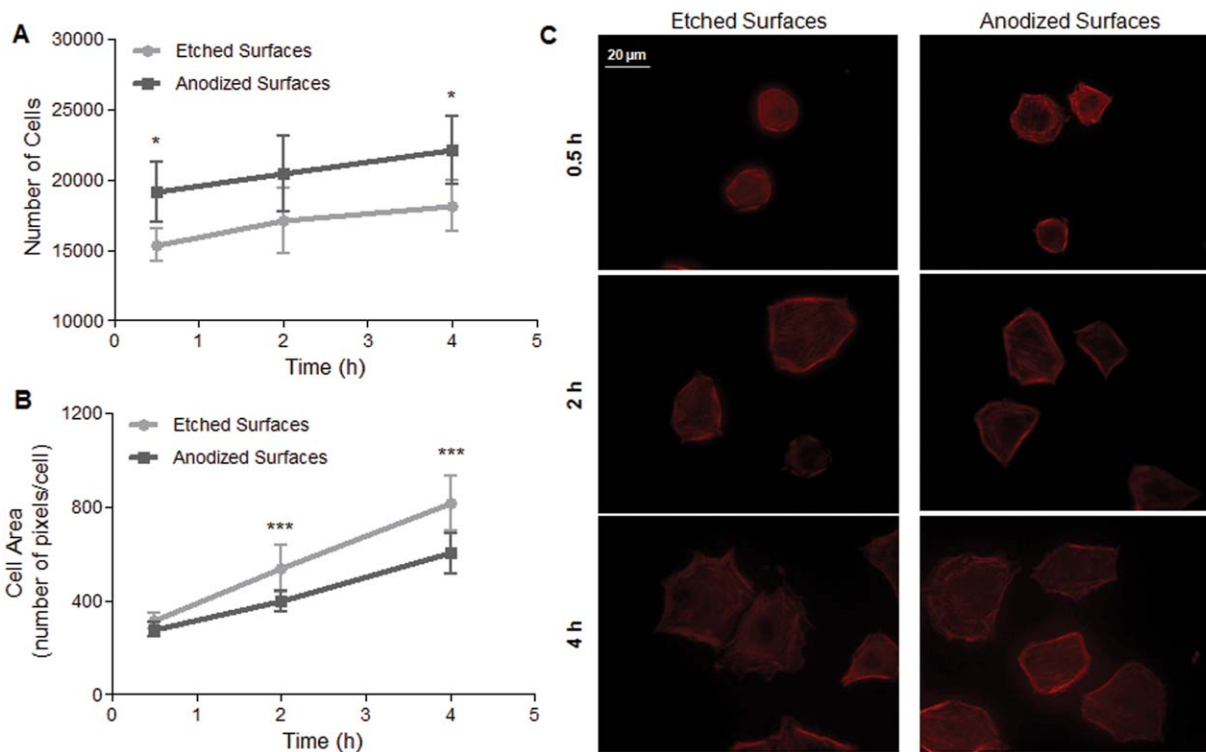 A
30000
25000
20000
15000
10000
Number of Cells
Etched Surfaces
Anodized Surfaces
*
*
0 1 2 3 4 5
Time (h)
B
1200
800
400
0
Cell Area
(number of pixels/cell)
Etched Surfaces
Anodized Surfaces
***
***
0 1 2 3 4 5
Time (h)
C
Etched Surfaces
Anodized Surfaces
20 µm
0.5 h
2 h
4 h